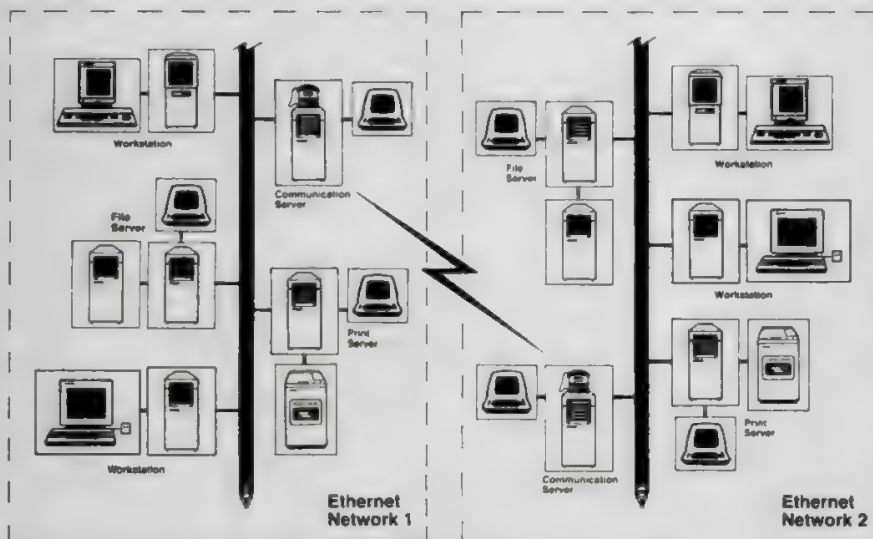 Workstation
Communication
Server
File
Server
Print
Server
Workstation
Ethernet
Network 1
File
Server
Workstation
Workstation
Print
Server
Communication
Server
Ethernet
Network 2